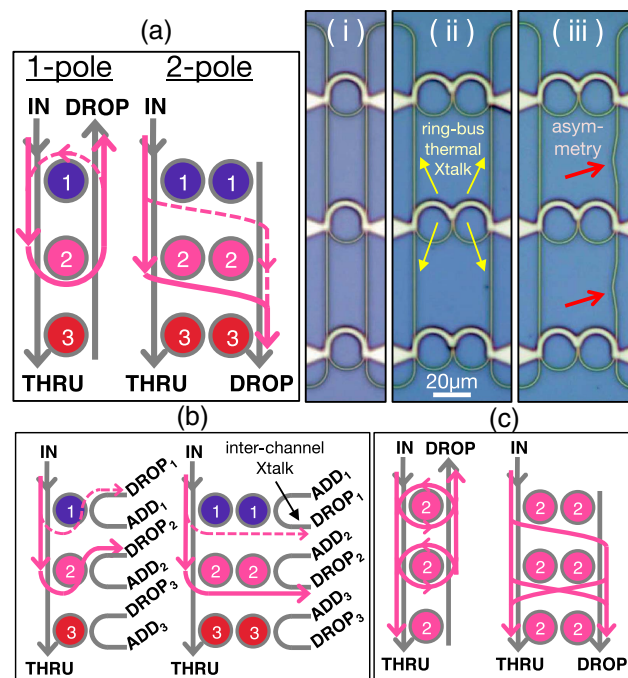 (a)
1-pole 2-pole
IN DROP IN
1 1 1
2 2 2
3 3 3
THRU THRU DROP
(i) (ii) (iii)
ring-bus
thermal
Xtalk
asym-
metry
20µm
(b)
IN IN inter-channel
Xtalk
DROP₁
ADD₁
DROP₂
ADD₂
DROP₃
ADD₃
ADD₁
DROP₁
ADD₂
DROP₂
ADD₃
DROP₃
1 1 1
2 2 2
3 3 3
THRU THRU
(c)
IN DROP IN
2 2 2
2 2 2
2 2 2
THRU THRU DROP